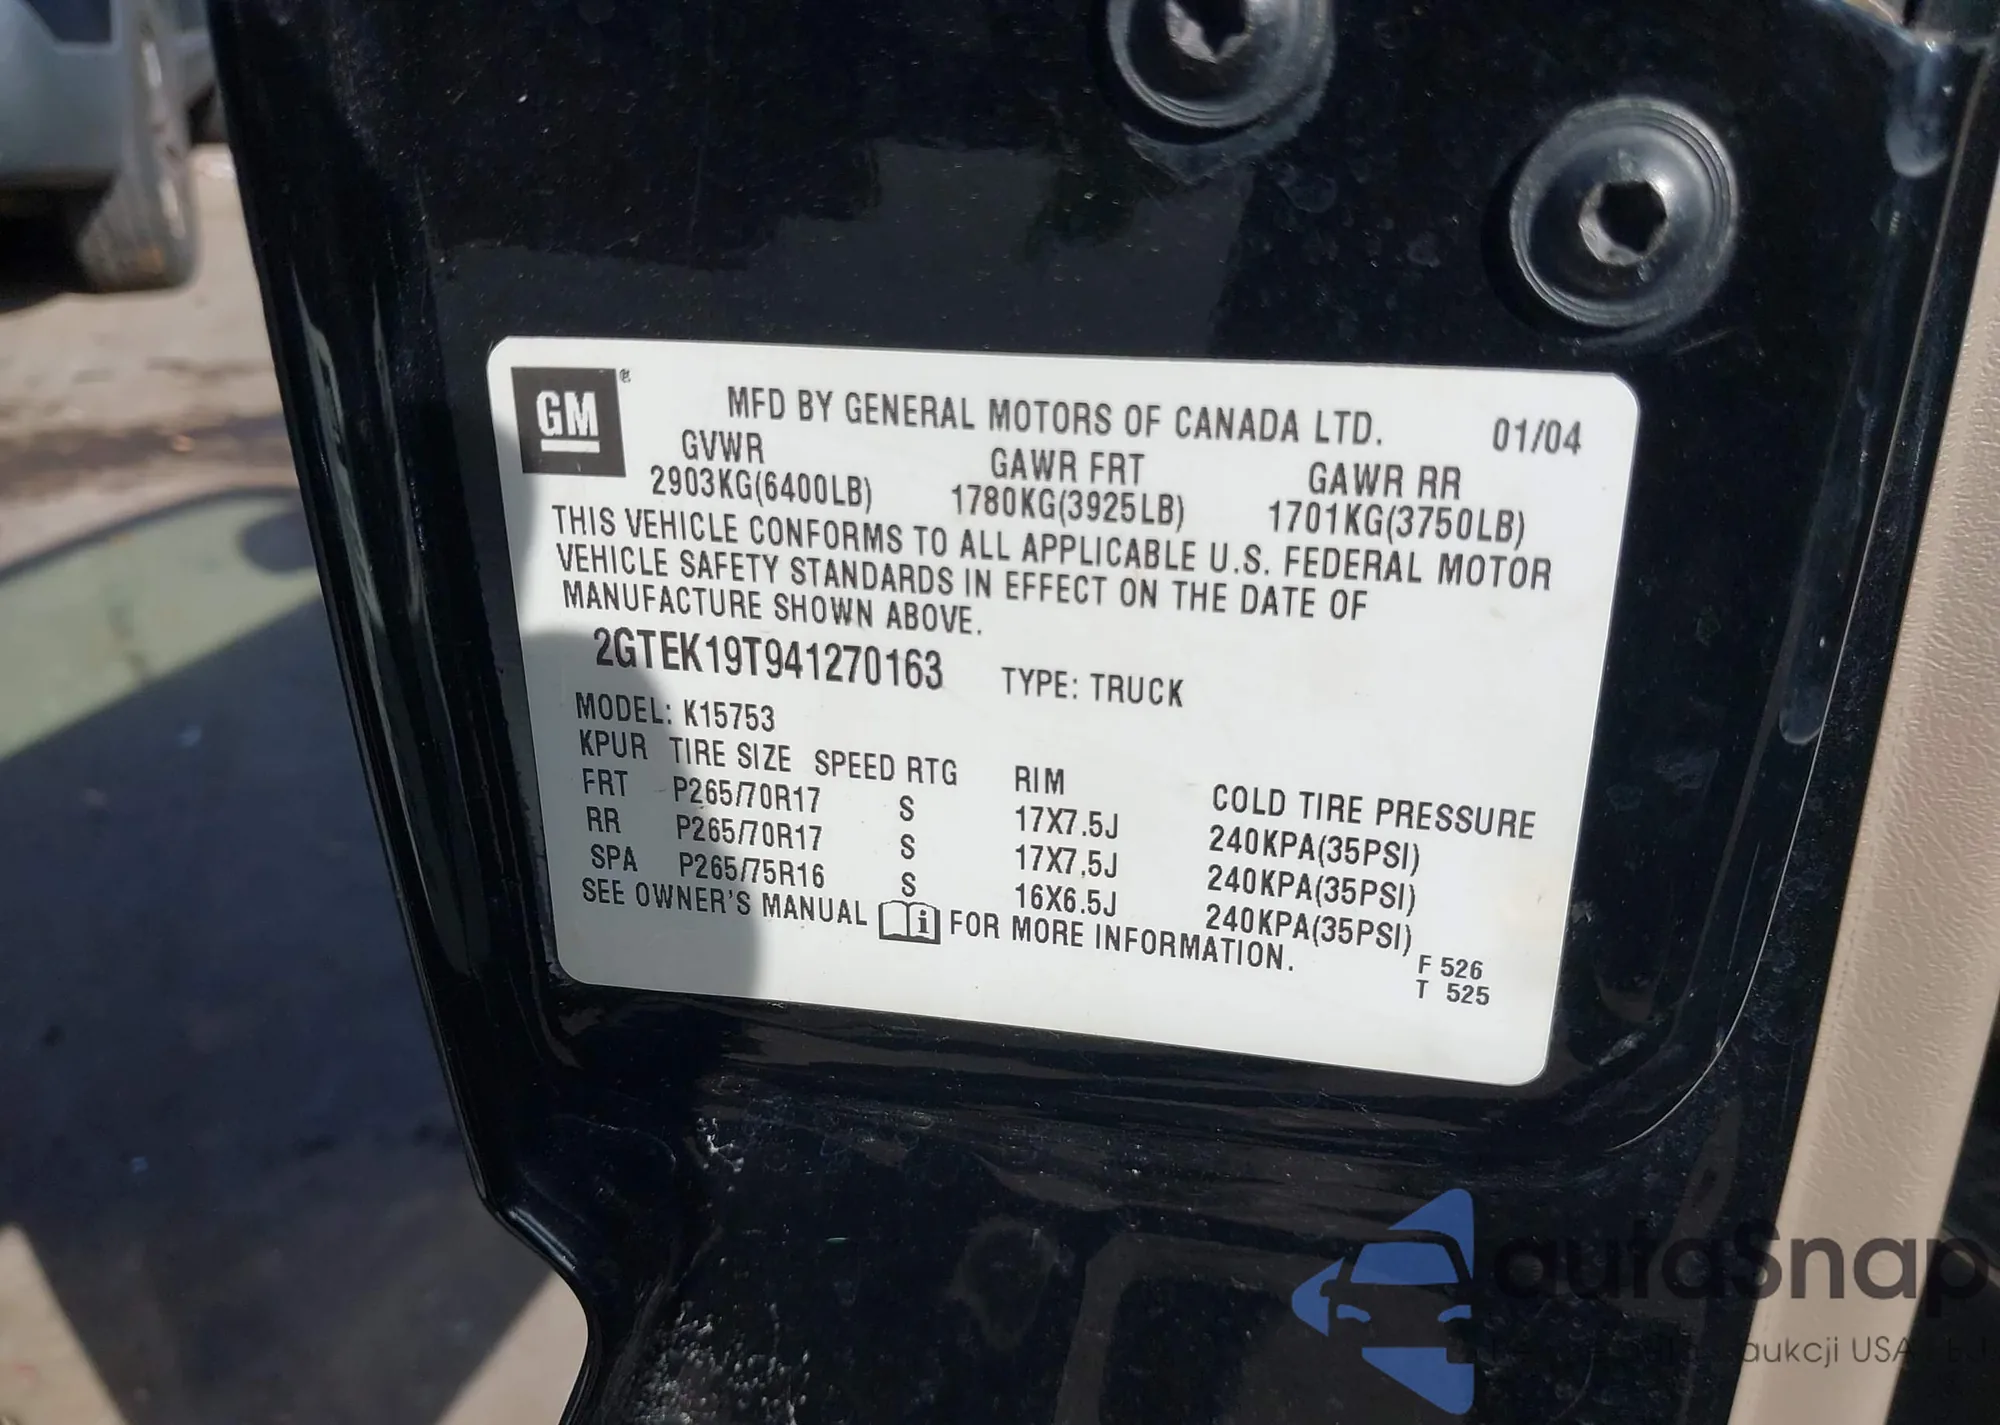 GM ®
MFD BY GENERAL MOTORS OF CANADA LTD. 01/04
GVWR GAWR FRT GAWR RR
2903KG(6400LB) 1780KG(3925LB) 1701KG(3750LB)
THIS VEHICLE CONFORMS TO ALL APPLICABLE U.S. FEDERAL MOTOR
VEHICLE SAFETY STANDARDS IN EFFECT ON THE DATE OF
MANUFACTURE SHOWN ABOVE.
2GTEK19T941270163 TYPE: TRUCK
MODEL: K15753
KPUR TIRE SIZE SPEED RTG RIM COLD TIRE PRESSURE
FRT P265/70R17 S 17X7.5J 240KPA(35PSI)
RR P265/70R17 S 17X7.5J 240KPA(35PSI)
SPA P265/75R16 S 16X6.5J 240KPA(35PSI)
SEE OWNER'S MANUAL i FOR MORE INFORMATION.
F 526
T 525
autaSnap
aukcji USA